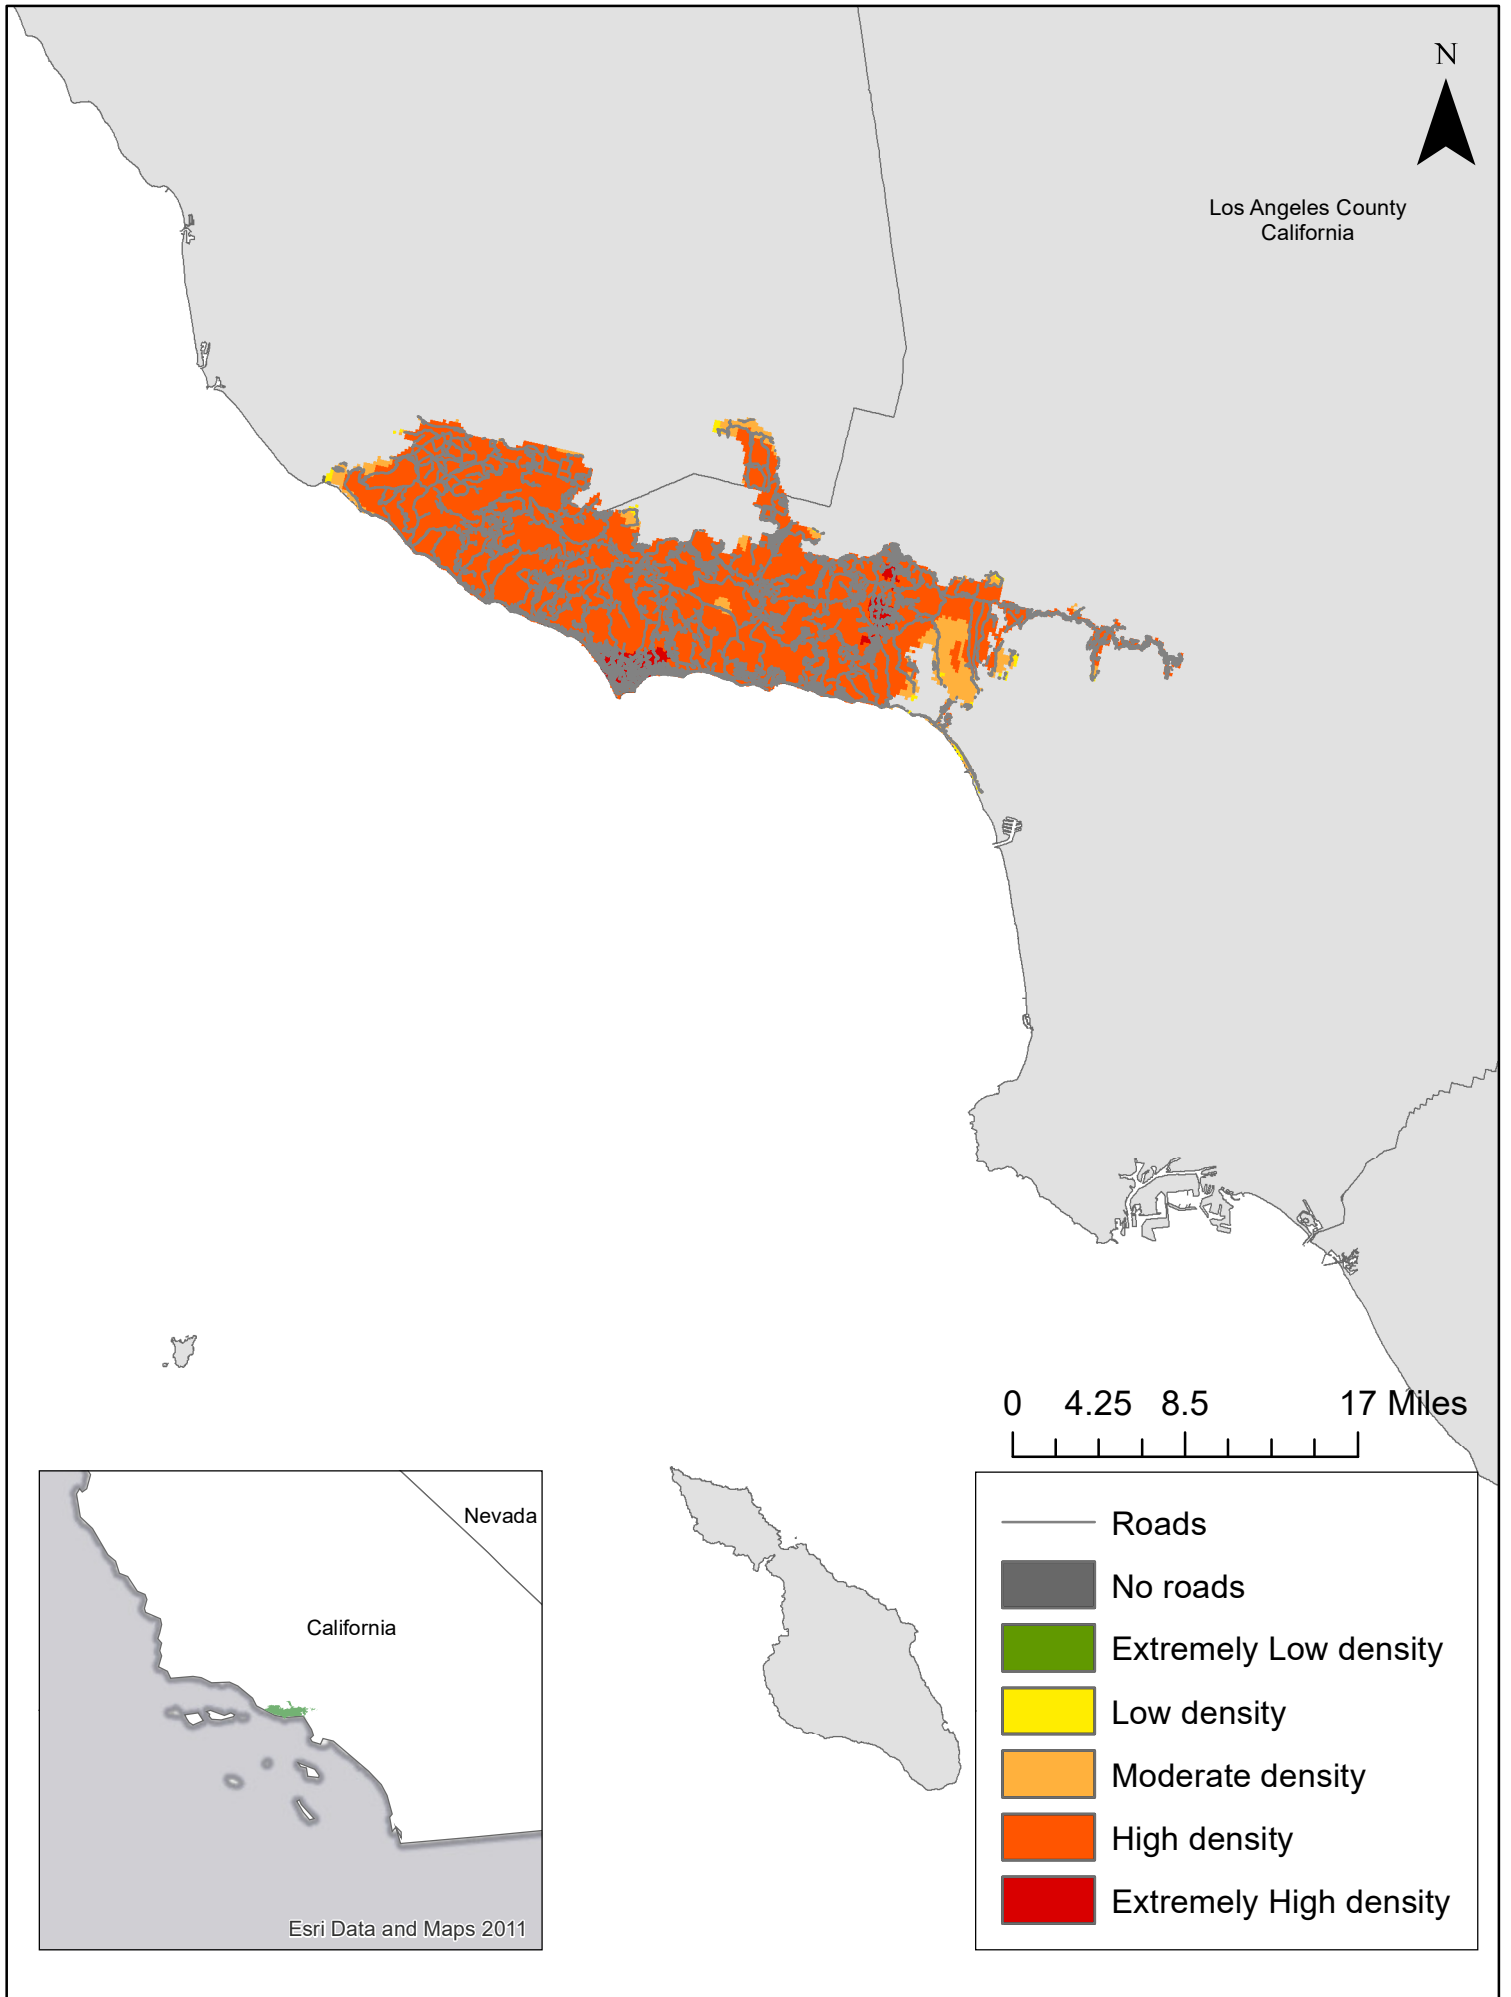 N
Los Angeles County
California
0 4.25 8.5 17 Miles
Roads
No roads
Extremely Low density
Low density
Moderate density
High density
Extremely High density
Nevada
California
Esri Data and Maps 2011